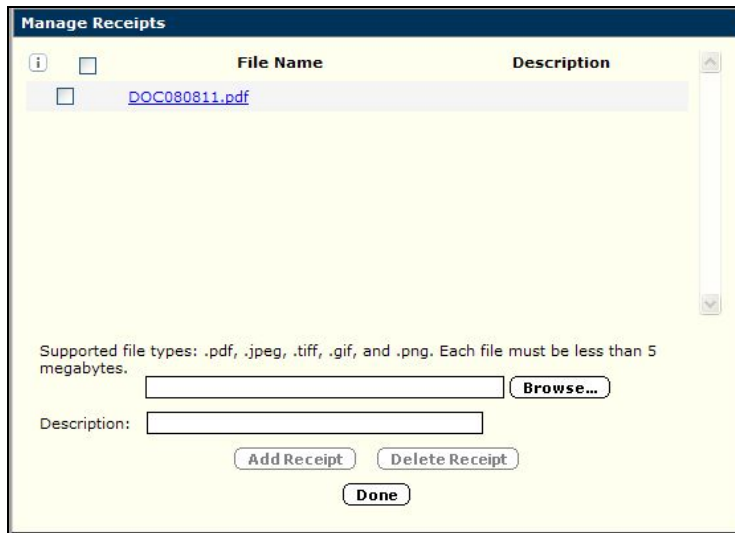 Manage Receipts
i File Name Description
DOC080811.pdf
Supported file types: .pdf, .jpeg, .tiff, .gif, and .png. Each file must be less than 5
megabytes.
Browse...
Description:
Add Receipt Delete Receipt
Done